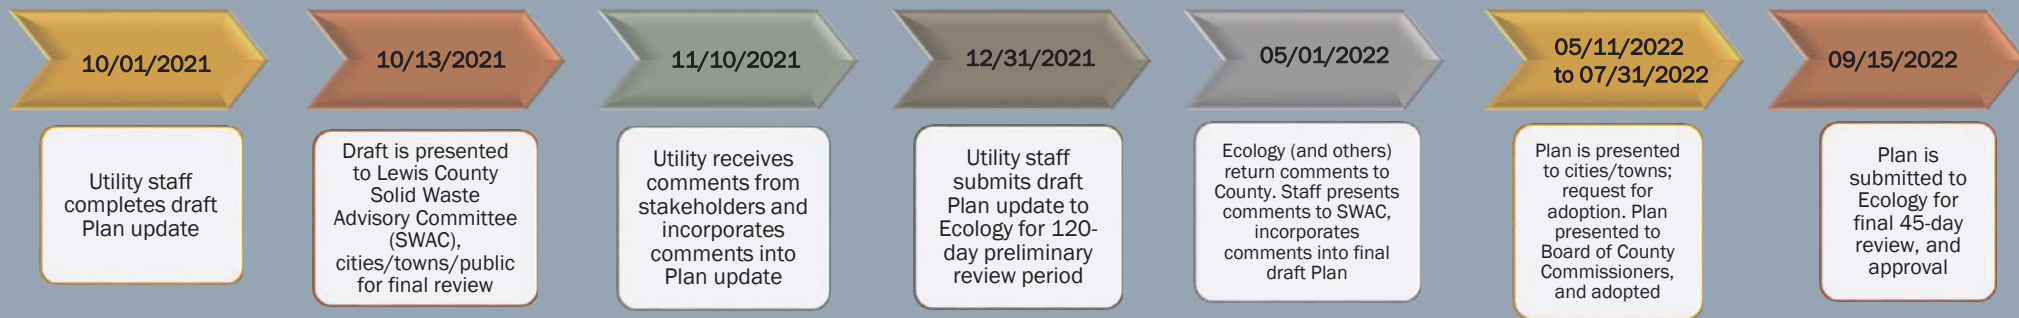 10/01/2021
Utility staff
completes draft
Plan update
10/13/2021
Draft is presented
to Lewis County
Solid Waste
Advisory Committee
(SWAC),
cities/towns/public
for final review
11/10/2021
Utility receives
comments from
stakeholders and
incorporates
comments into
Plan update
12/31/2021
Utility staff
submits draft
Plan update to
Ecology for 120-
day preliminary
review period
05/01/2022
Ecology (and others)
return comments to
County. Staff presents
comments to SWAC,
incorporates
comments into final
draft Plan
05/11/2022
to 07/31/2022
Plan is presented
to cities/towns;
request for
adoption. Plan
presented to
Board of County
Commissioners,
and adopted
09/15/2022
Plan is
submitted to
Ecology for
final 45-day
review, and
approval